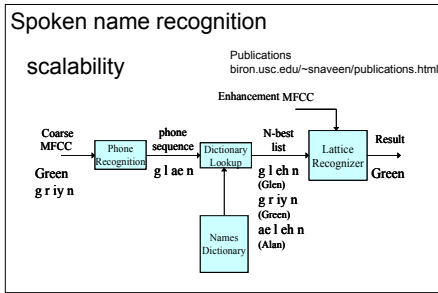 Spoken name recognition
scalability
Publications
biron.usc.edu/~snaveen/publications.html
Enhancement MFCC
Coarse
MFCC
Green
g r iy n
Phone
Recognition
phone
sequence
g l ae n
Dictionary
Lookup
N-best
list
g l eh n
(Glen)
g r iy n
(Green)
ae l eh n
(Alan)
Lattice
Recognizer
Result
Green
Names
Dictionary